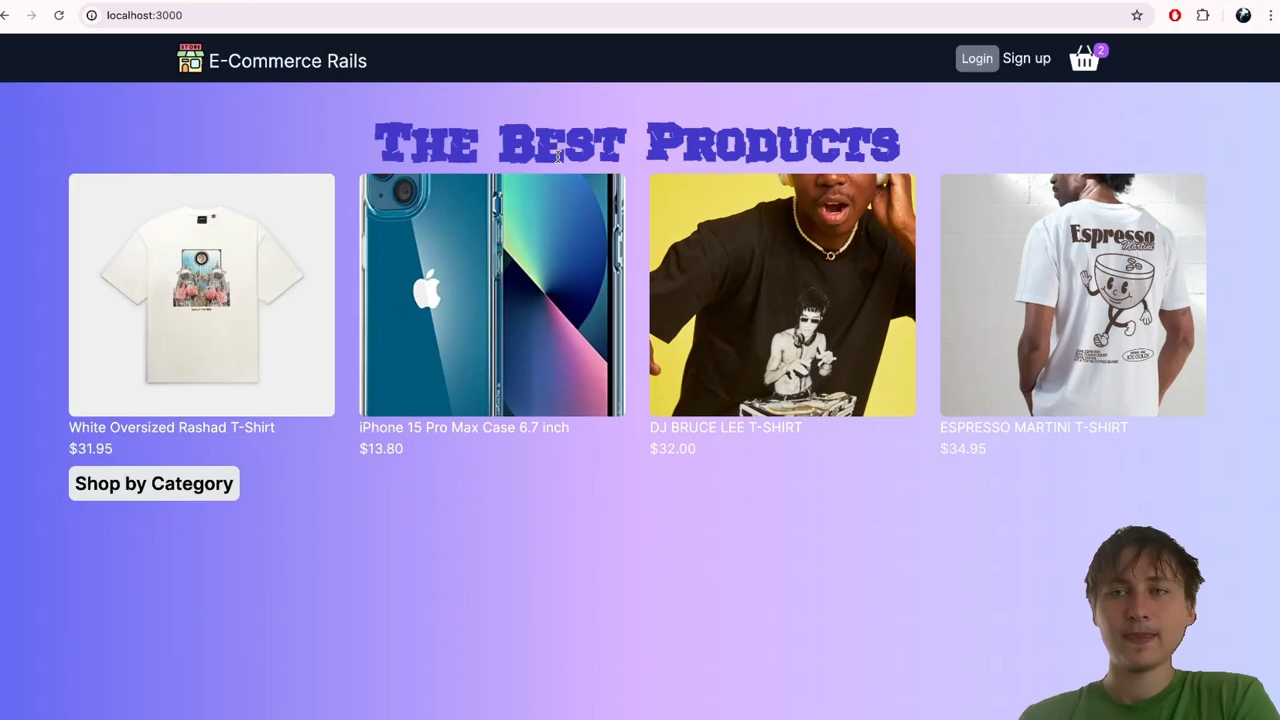 localhost:3000
STORE
E-Commerce Rails
Login
Sign up
2
The Best Products
Espresso
Martini
White Oversized Rashad T-Shirt
iPhone 15 Pro Max Case 6.7 inch
DJ BRUCE LEE T-SHIRT
ESPRESSO MARTINI T-SHIRT
$31.95
$13.80
$32.00
$34.95
Shop by Category